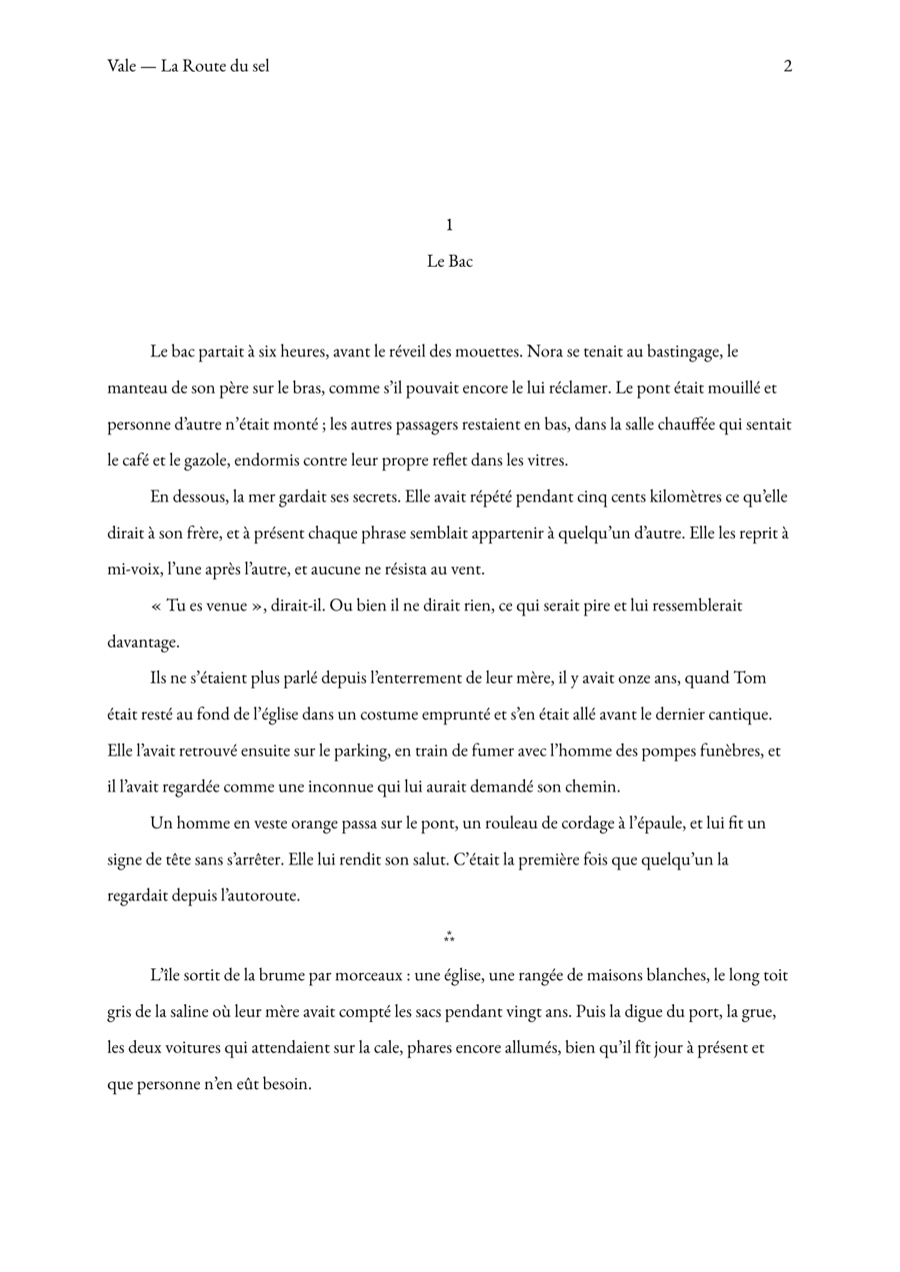 Vale — La Route du sel 2
1
Le Bac
Le bac partait à six heures, avant le réveil des mouettes. Nora se tenait au bastingage, le
manteau de son père sur le bras, comme s’il pouvait encore le lui réclamer. Le pont était mouillé et
personne d’autre n’était monté ; les autres passagers restaient en bas, dans la salle chauffée qui sentait
le café et le gazole, endormis contre leur propre reflet dans les vitres.
En dessous, la mer gardait ses secrets. Elle avait répété pendant cinq cents kilomètres ce qu’elle
dirait à son frère, et à présent chaque phrase semblait appartenir à quelqu’un d’autre. Elle les reprit à
mi-voix, l’une après l’autre, et aucune ne résista au vent.
« Tu es venue », dirait-il. Ou bien il ne dirait rien, ce qui serait pire et lui ressemblerait
davantage.
Ils ne s’étaient plus parlé depuis l’enterrement de leur mère, il y avait onze ans, quand Tom
était resté au fond de l’église dans un costume emprunté et s’en était allé avant le dernier cantique.
Elle l’avait retrouvé ensuite sur le parking, en train de fumer avec l’homme des pompes funèbres, et
il l’avait regardée comme une inconnue qui lui aurait demandé son chemin.
Un homme en veste orange passa sur le pont, un rouleau de cordage à l’épaule, et lui fit un
signe de tête sans s’arrêter. Elle lui rendit son salut. C’était la première fois que quelqu’un la
regardait depuis l’autoroute.
⁂
L’île sortit de la brume par morceaux : une église, une rangée de maisons blanches, le long toit
gris de la saline où leur mère avait compté les sacs pendant vingt ans. Puis la digue du port, la grue,
les deux voitures qui attendaient sur la cale, phares encore allumés, bien qu’il fît jour à présent et
que personne n’en eût besoin.